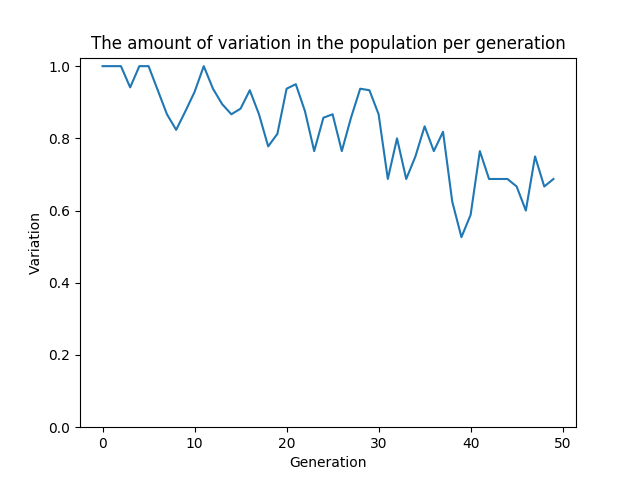 The amount of variation in the population per generation
1.0
0.8
0.6
0.4
0.2
0.0
Variation
0 10 20 30 40 50
Generation